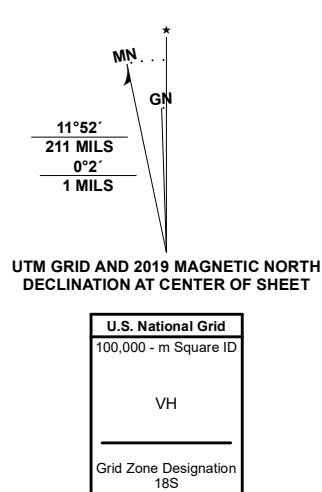 ★
MN
GN
11°52´
211 MILS
0°2´
1 MILS
UTM GRID AND 2019 MAGNETIC NORTH
DECLINATION AT CENTER OF SHEET
U.S. National Grid
100,000 - m Square ID
VH
Grid Zone Designation
18S